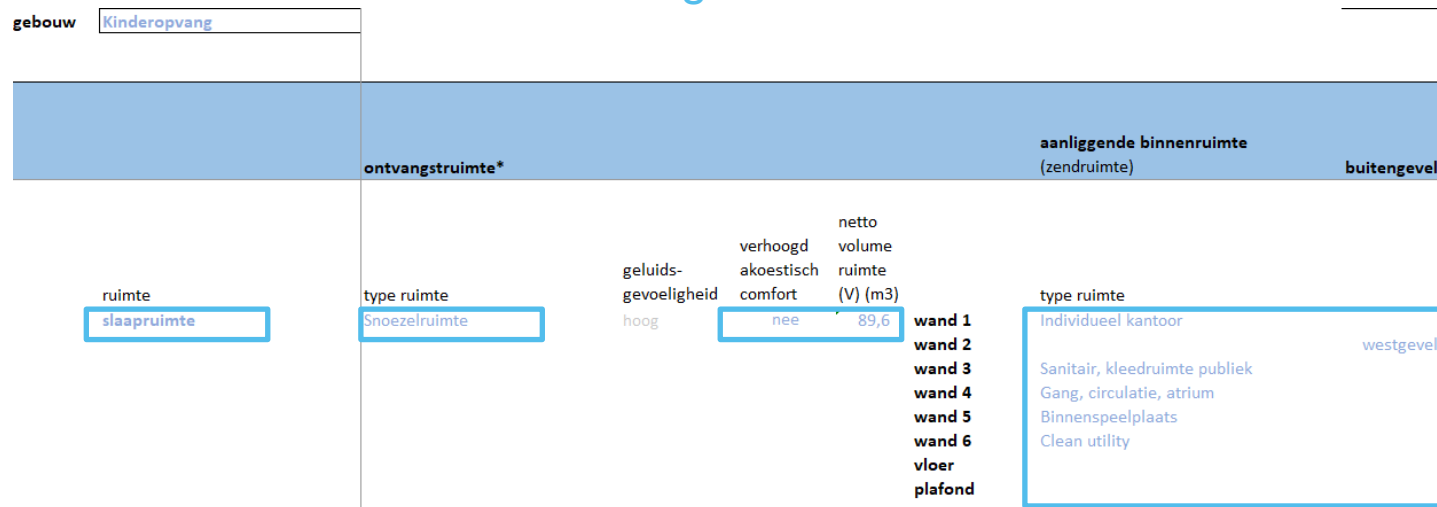 g
gebouw Kinderopvang
aanliggende binnenruimte
ontvangstruimte* (zendruimte) buitengevel
netto
verhoogd volume
geluids- akoestisch ruimte
ruimte type ruimte gevoeligheid comfort (V) (m3) type ruimte
slaapruimte Snoezelruimte hoog nee 89,6 wand 1 Individueel kantoor
wand 2 westgevel
wand 3 Sanitair, kleedruimte publiek
wand 4 Gang, circulatie, atrium
wand 5 Binnenspeelplaats
wand 6 Clean utility
vloer
plafond